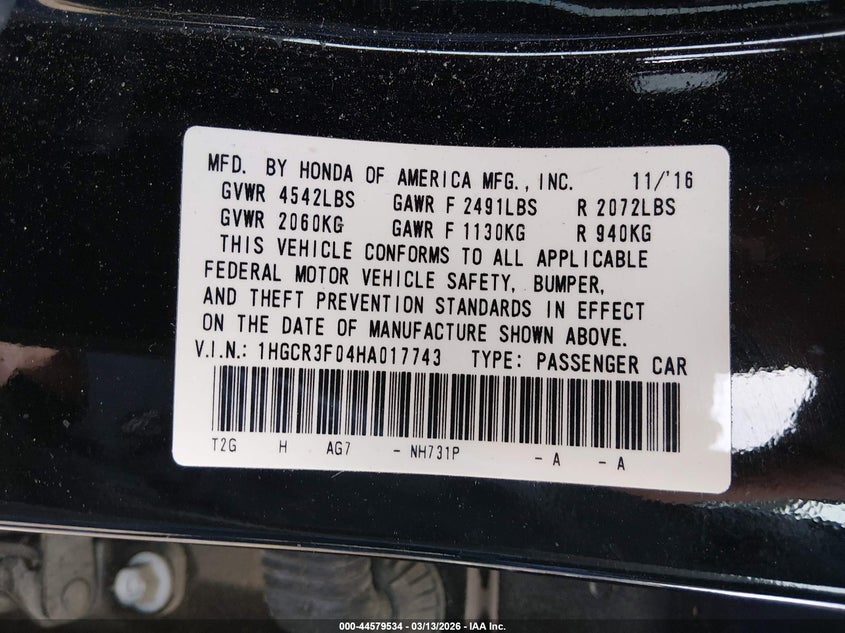 MFD. BY HONDA OF AMERICA MFG., INC. 11/'16
GVWR 4542LBS GAWR F 2491LBS R 2072LBS
GVWR 2060KG GAWR F 1130KG R 940KG
THIS VEHICLE CONFORMS TO ALL APPLICABLE
FEDERAL MOTOR VEHICLE SAFETY, BUMPER,
AND THEFT PREVENTION STANDARDS IN EFFECT
ON THE DATE OF MANUFACTURE SHOWN ABOVE.
V.I.N.: 1HGCR3F04HA017743 TYPE: PASSENGER CAR
T2G H AG7 - NH731P - A - A
000-44579534 - 03/13/2026 - IAA Inc.